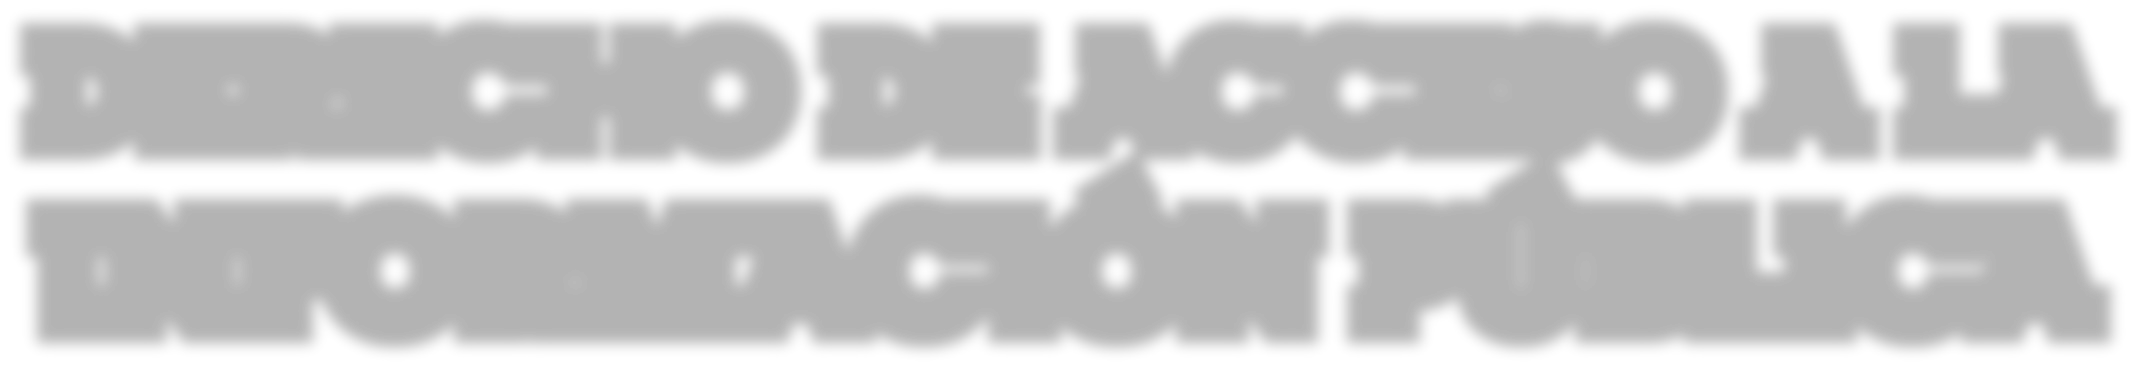 DERECHO DE ACCESO A LA
INFORMACIÓN PÚBLICA